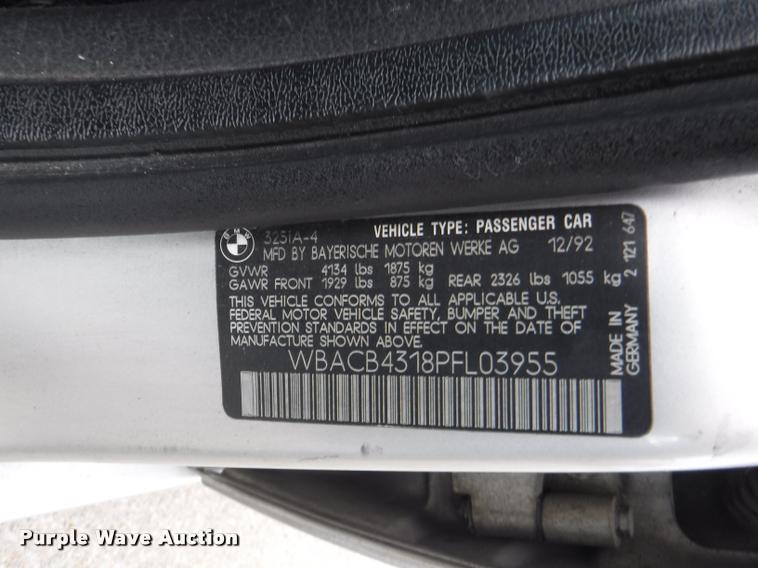 BMW
325IA-4
VEHICLE TYPE: PASSENGER CAR
MFD BY BAYERISCHE MOTOREN WERKE AG 12/92
GVWR 4134 lbs 1875 kg
GAWR FRONT 1929 lbs 875 kg REAR 2326 lbs 1055 kg
THIS VEHICLE CONFORMS TO ALL APPLICABLE U.S.
FEDERAL MOTOR VEHICLE SAFETY, BUMPER AND THEFT
PREVENTION STANDARDS IN EFFECT ON THE DATE OF
MANUFACTURE SHOWN ABOVE.
WBACB4318PFL03955
MADE IN
GERMANY
2 121 647
Purple Wave Auction